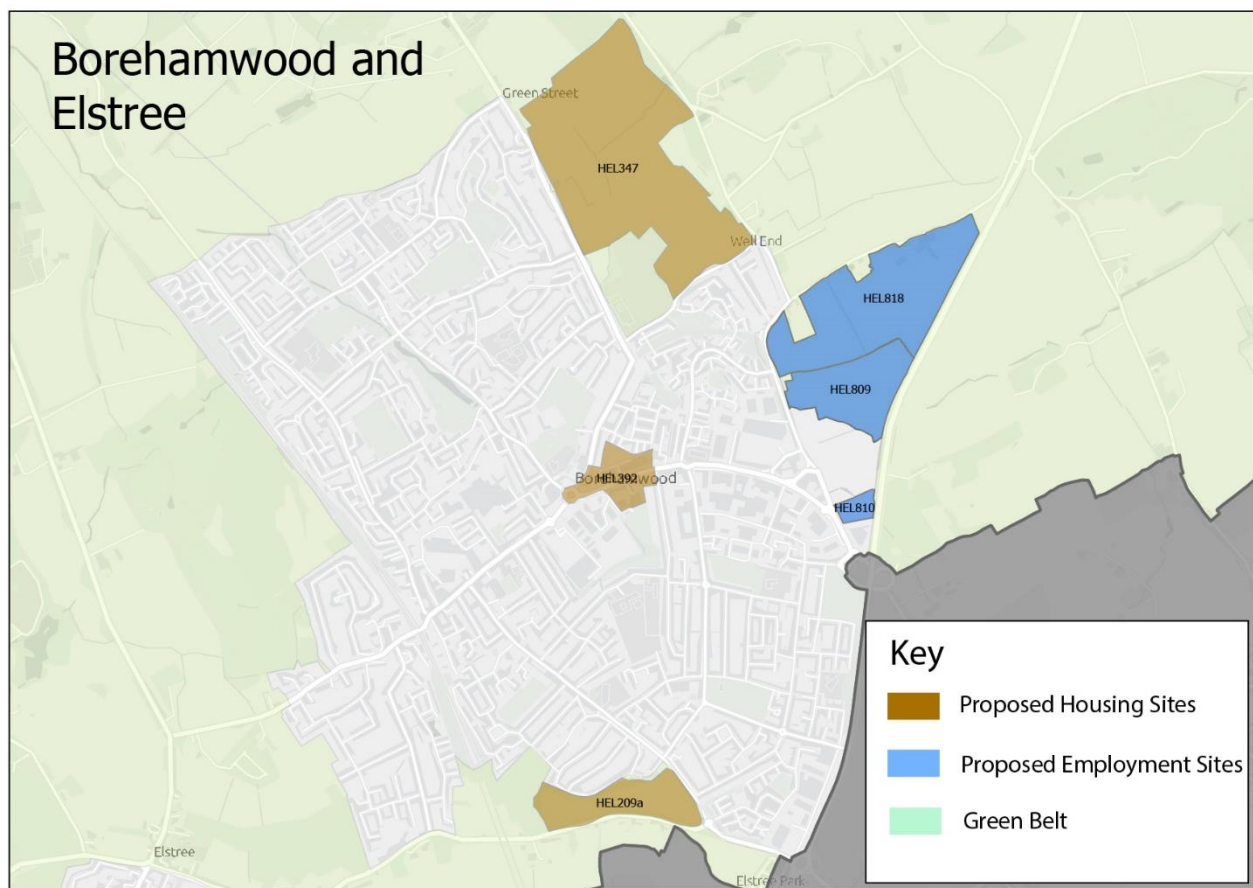 Borehamwood and
Elstree
Green Street
HEL347
Well End
HEL818
HEL809
Borehamwood
HEL392
HEL810
HEL209a
Elstree
Elstree Park
Key
Proposed Housing Sites
Proposed Employment Sites
Green Belt